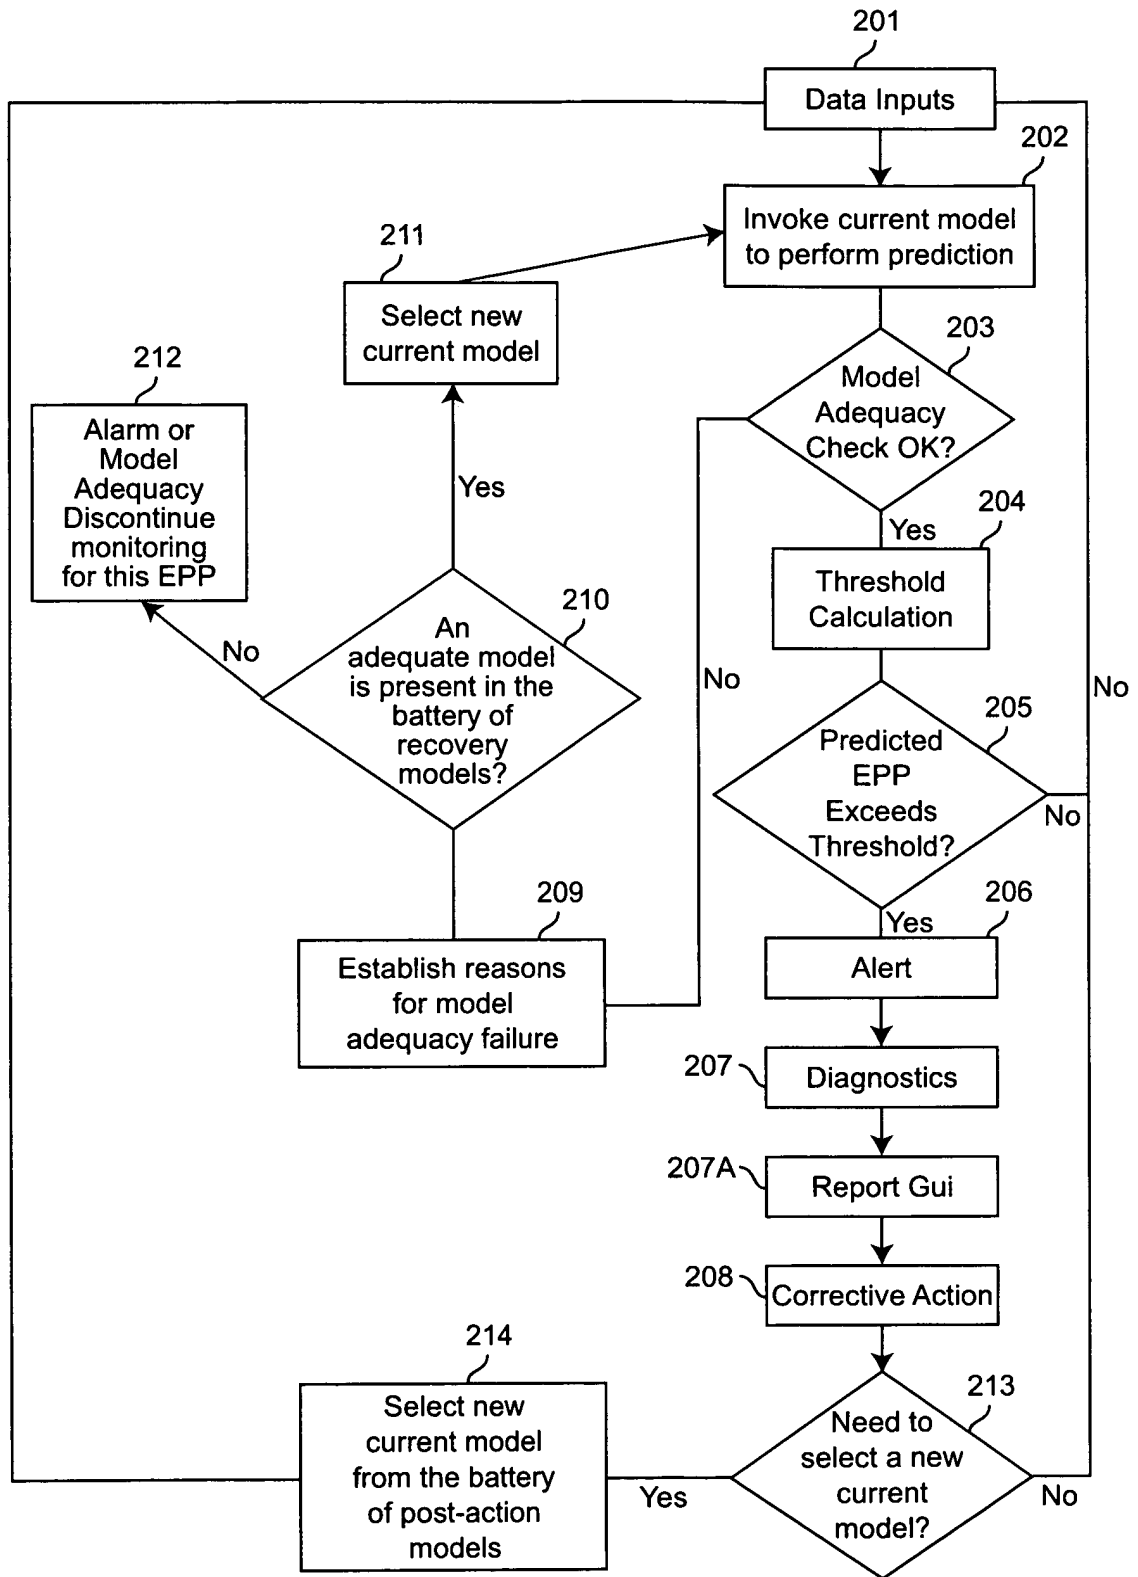 201
Data Inputs
202
Invoke current model
to perform prediction
211
Select new
current model
203
Model
Adequacy
Check OK?
212
Alarm or
Model
Adequacy
Discontinue
monitoring
for this EPP
Yes
204
Yes
Threshold
Calculation
210
An
adequate model
is present in the
battery of
recovery
models?
No
No
No
205
Predicted
EPP
Exceeds
Threshold?
No
209
Establish reasons
for model
adequacy failure
206
Yes
Alert
207
Diagnostics
207A
Report Gui
208
Corrective Action
214
Select new
current model
from the battery
of post-action
models
Yes
213
Need to
select a new
current
model?
No